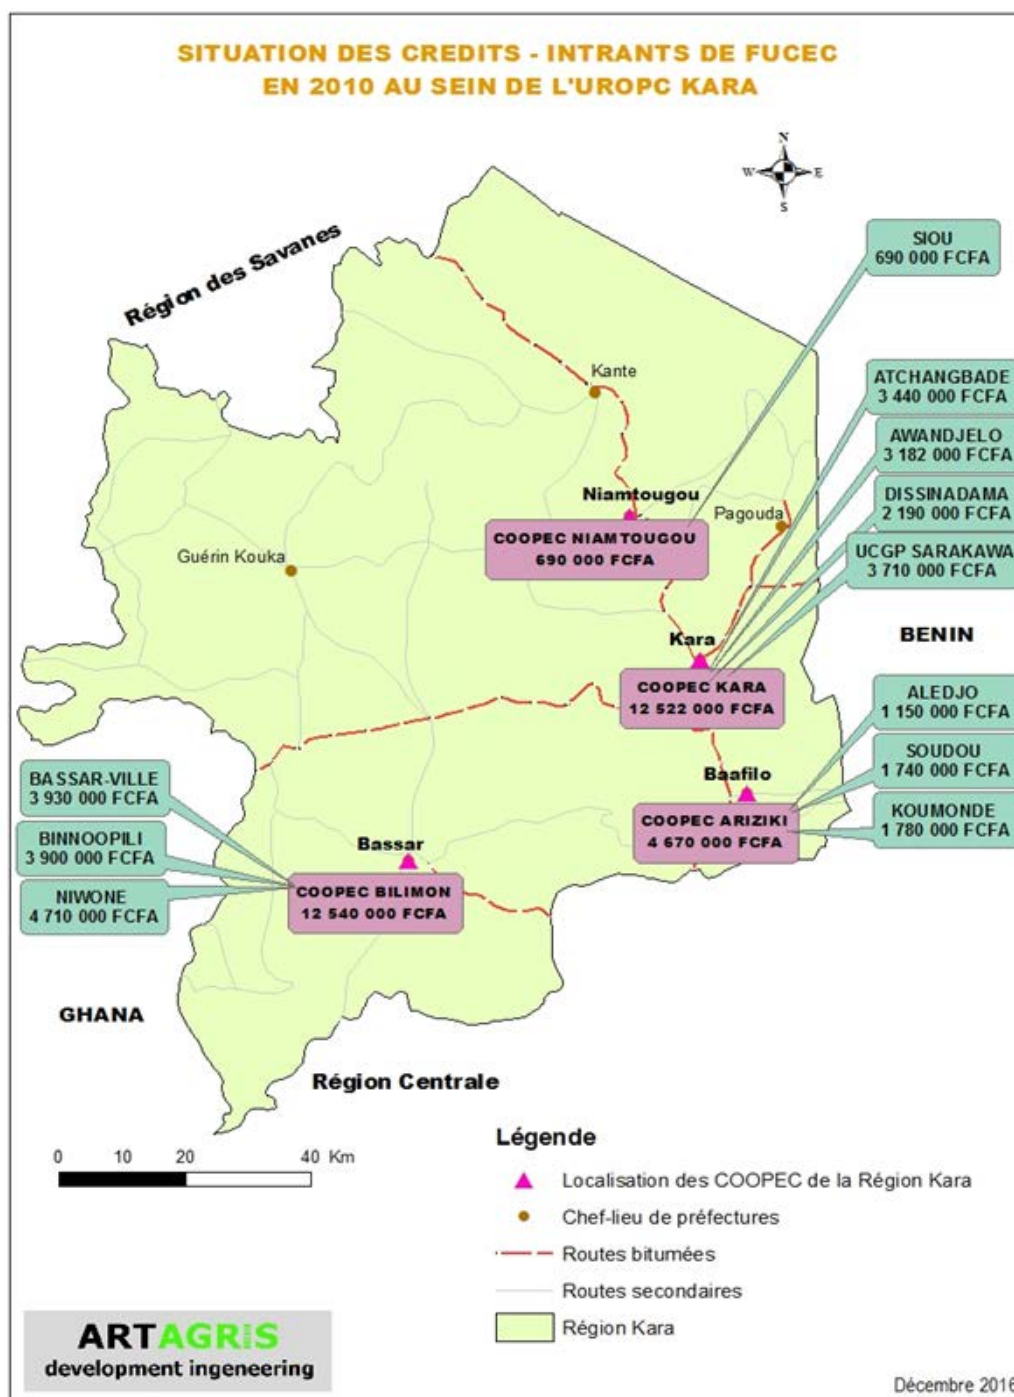 SITUATION DES CREDITS - INTRANTS DE FUCEC
EN 2010 AU SEIN DE L'UROPC KARA
N
W E
S
SIOU
690 000 FCFA
Région des Savanes
Kante
ATCHANGBADE
3 440 000 FCFA
AWANDJELO
3 182 000 FCFA
Niamtougou
DISSINADAMA
2 190 000 FCFA
Pagouda
COOPEC NIAMTOUGOU
690 000 FCFA
UCGP SARAKAWA
3 710 000 FCFA
Guérin Kouka
BENIN
Kara
COOPEC KARA
12 522 000 FCFA
ALEDJO
1 150 000 FCFA
SOUDOU
1 740 000 FCFA
Baafilo
KOUMONDE
1 780 000 FCFA
COOPEC ARIZIKI
4 670 000 FCFA
BASSAR-VILLE
3 930 000 FCFA
BINNOOPILI
3 900 000 FCFA
NIWONE
4 710 000 FCFA
Bassar
COOPEC BILIMON
12 540 000 FCFA
GHANA
Région Centrale
0 10 20 40 Km
Légende
Localisation des COOPEC de la Région Kara
Chef-lieu de préfectures
Routes bitumées
Routes secondaires
Région Kara
ARTAGRIS
development ingeneering
Décembre 2016